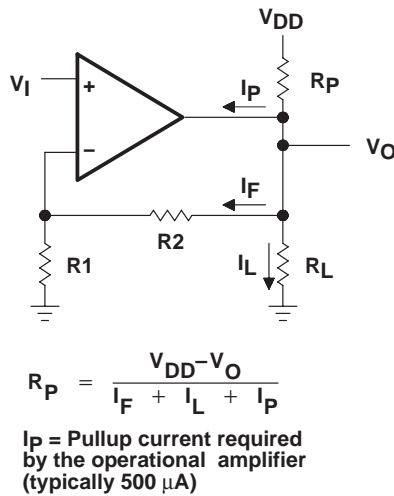 VDD
VI
+
IP
RP
−
VO
IF
R2
R1
IL
RL
RP = VDD−VO / IF + IL + IP
IP = Pullup current required
by the operational amplifier
(typically 500 μA)